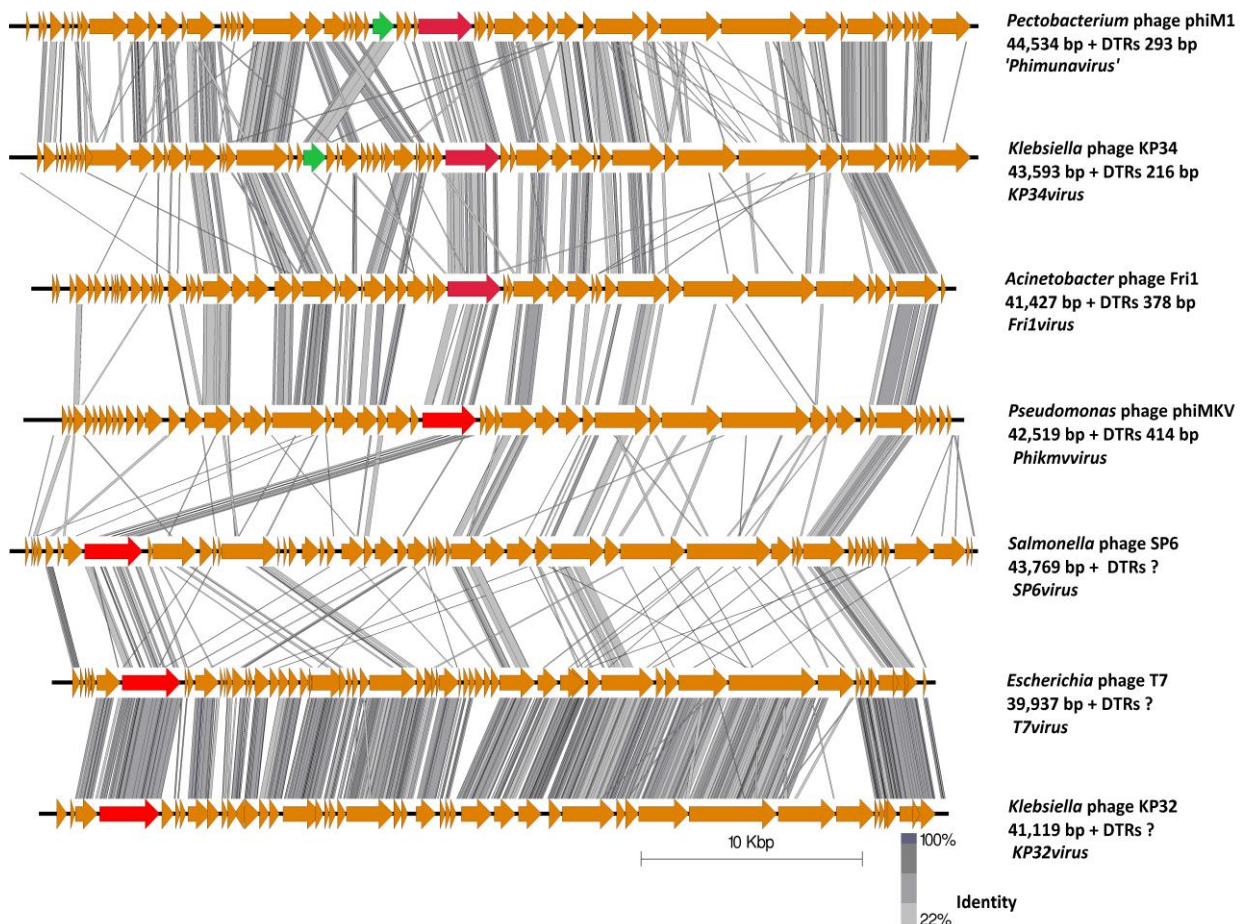 Pectobacterium phage phiM1
44,534 bp + DTRs 293 bp
'Phimunavirus'
Klebsiella phage KP34
43,593 bp + DTRs 216 bp
KP34virus
Acinetobacter phage Fri1
41,427 bp + DTRs 378 bp
Fri1virus
Pseudomonas phage phiMKV
42,519 bp + DTRs 414 bp
Phikmvvirus
Salmonella phage SP6
43,769 bp + DTRs ?
SP6virus
Escherichia phage T7
39,937 bp + DTRs ?
T7virus
Klebsiella phage KP32
41,119 bp + DTRs ?
KP32virus
10 Kbp
100%
Identity
22%